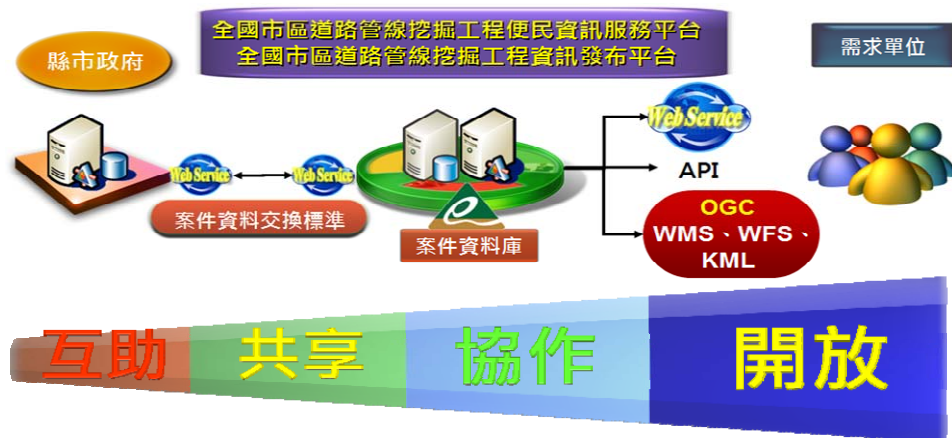 全國市區道路管線挖掘工程便民資訊服務平台
全國市區道路管線挖掘工程資訊發布平台
縣市政府
需求單位
Web Service
Web Service
Web Service
API
案件資料交換標準
案件資料庫
OGC
WMS、WFS、
KML
互助
共享
協作
開放